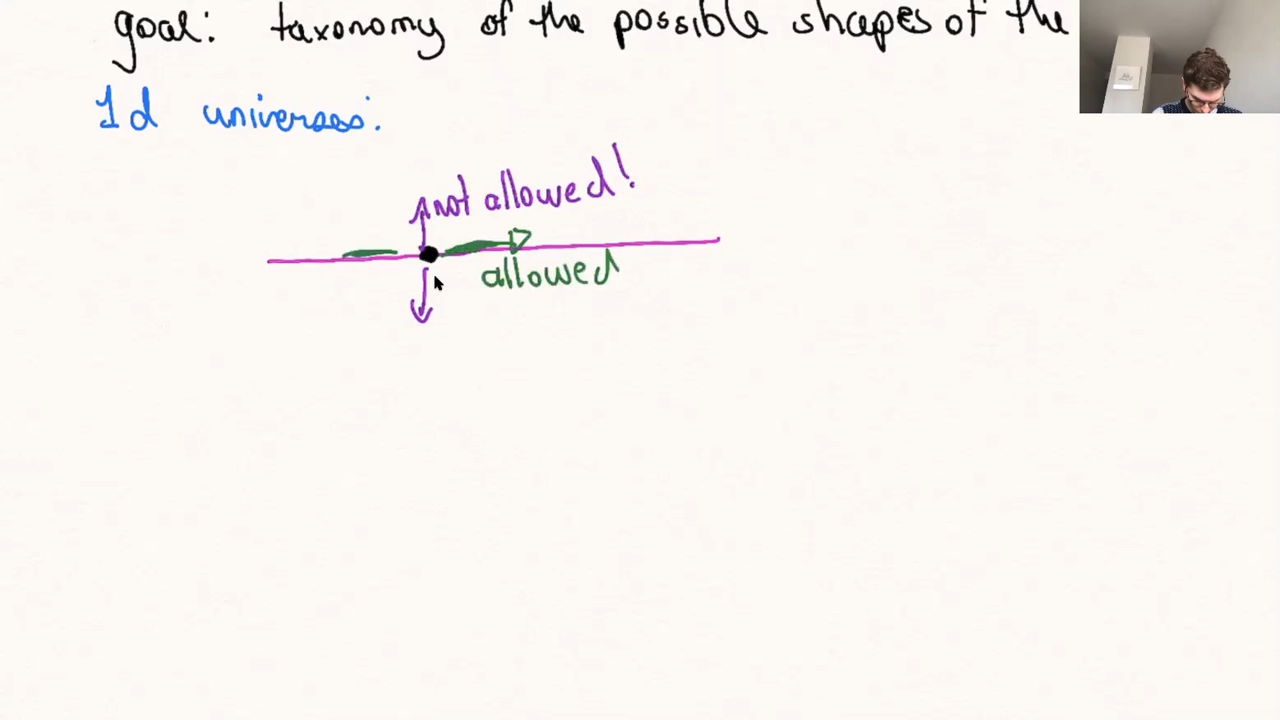 goal: taxonomy of the possible shapes of the
1d universes:
not allowed!
allowed